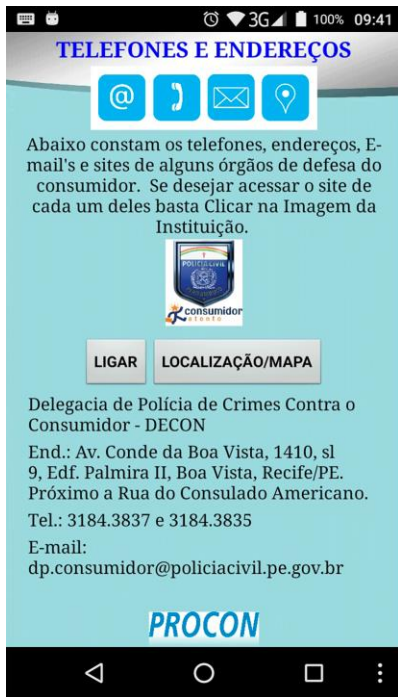 3G 100% 09:41
TELEFONES E ENDEREÇOS
@
Abaixo constam os telefones, endereços, E-
mail's e sites de alguns órgãos de defesa do
consumidor. Se desejar acessar o site de
cada um deles basta Clicar na Imagem da
Instituição.
POLÍCIA CIVIL
consumidor
atento
LIGAR LOCALIZAÇÃO/MAPA
Delegacia de Polícia de Crimes Contra o
Consumidor - DECON
End.: Av. Conde da Boa Vista, 1410, sl
9, Edf. Palmira II, Boa Vista, Recife/PE.
Próximo a Rua do Consulado Americano.
Tel.: 3184.3837 e 3184.3835
E-mail:
dp.consumidor@policiacivil.pe.gov.br
PROCON